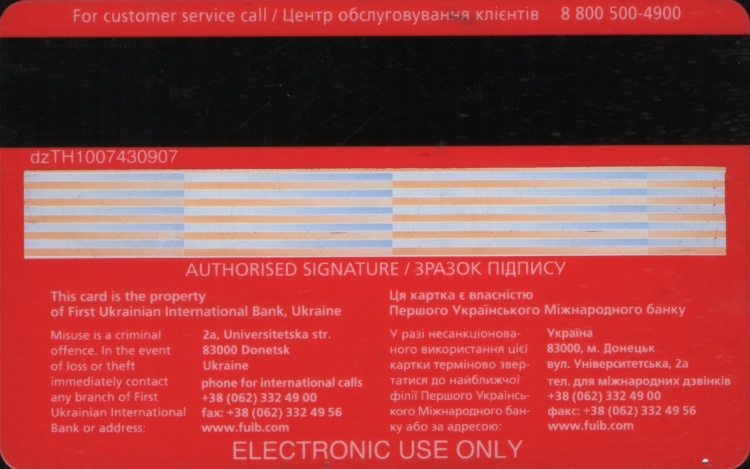 For customer service call / Центр обслуговування клієнтів 8 800 500-4900
dzTH1007430907
AUTHORISED SIGNATURE / ЗРАЗОК ПІДПИСУ
This card is the property
of First Ukrainian International Bank, Ukraine
Misuse is a criminal
offence. In the event
of loss or theft
immediately contact
any branch of First
Ukrainian International
Bank or address:
2a, Universitetska str.
83000 Donetsk
Ukraine
phone for international calls
+38 (062) 332 49 00
fax: +38 (062) 332 49 56
www.fuib.com
Ця картка є власністю
Першого Українського Міжнародного банку
У разі несанкціонова-
ного використання цієї
картки терміново звер-
татися до найближчої
філії Першого Українсь-
кого Міжнародного бан-
ку або за адресою:
Україна
83000, м. Донецьк
вул. Університетська, 2а
тел. для міжнародних дзвінків
+38 (062) 332 49 00
факс: +38 (062) 332 49 56
www.fuib.com
ELECTRONIC USE ONLY